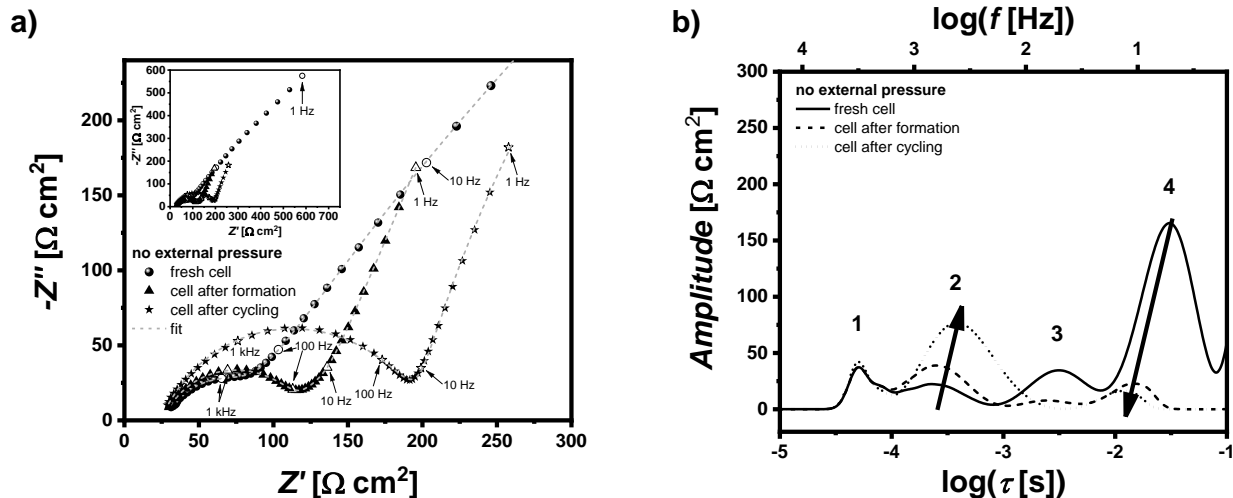 a)
600
500
400
300
200
100
0
-Z'' [Ω cm²]
0 100 200 300 400 500 600 700
Z' [Ω cm²]
1 Hz
no external pressure
fresh cell
cell after formation
cell after cycling
fit
1 kHz
100 Hz
1 kHz
10 Hz
100 Hz
10 Hz
1 Hz
10 Hz
1 Hz
200
150
100
50
0
-Z'' [Ω cm²]
0 50 100 150 200 250 300
Z' [Ω cm²]
b)
log(f [Hz])
4 3 2 1
no external pressure
fresh cell
cell after formation
cell after cycling
1
2
3
4
300
250
200
150
100
50
0
Amplitude [Ω cm²]
-5 -4 -3 -2 -1
log(τ [s])